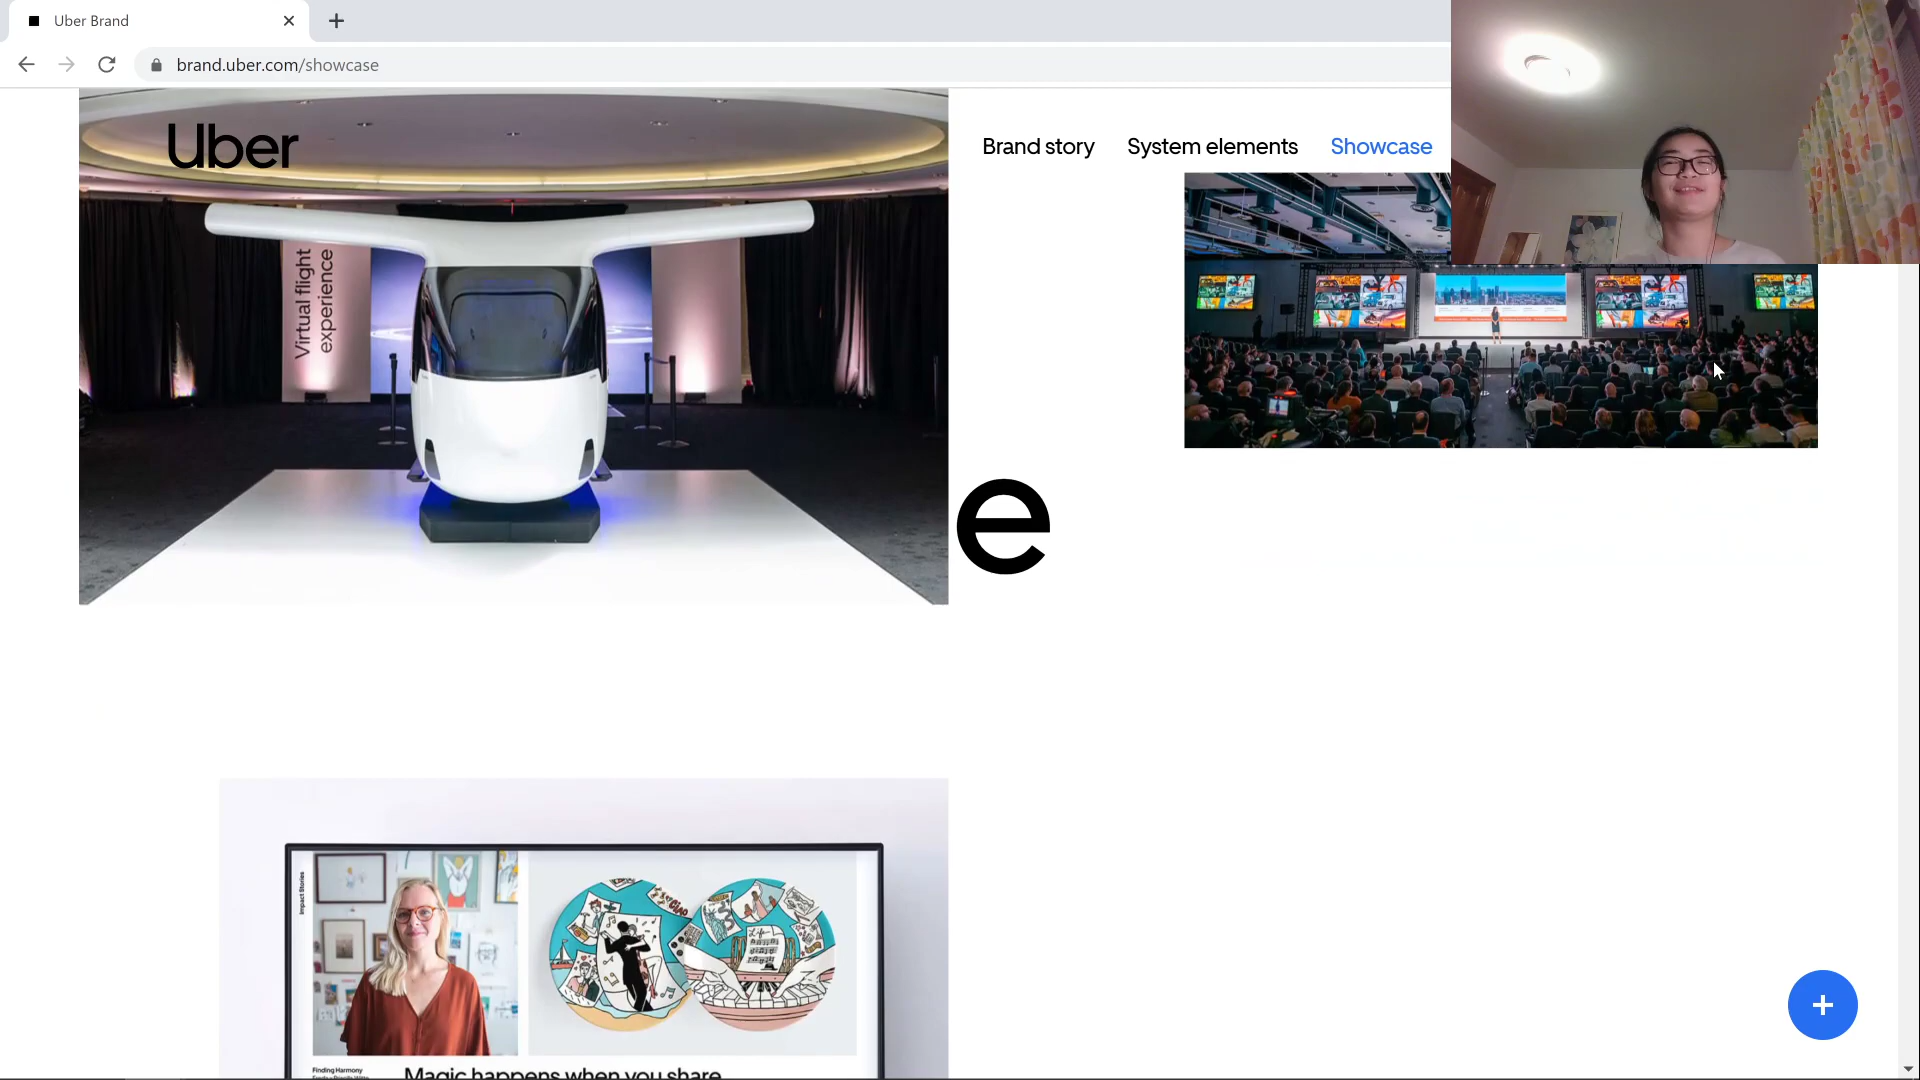 Uber Brand
brand.uber.com/showcase
Uber
Brand story
System elements
Showcase
Virtual flight
experience
e
Impact Stories
Finding Harmony
Magic happens when you share